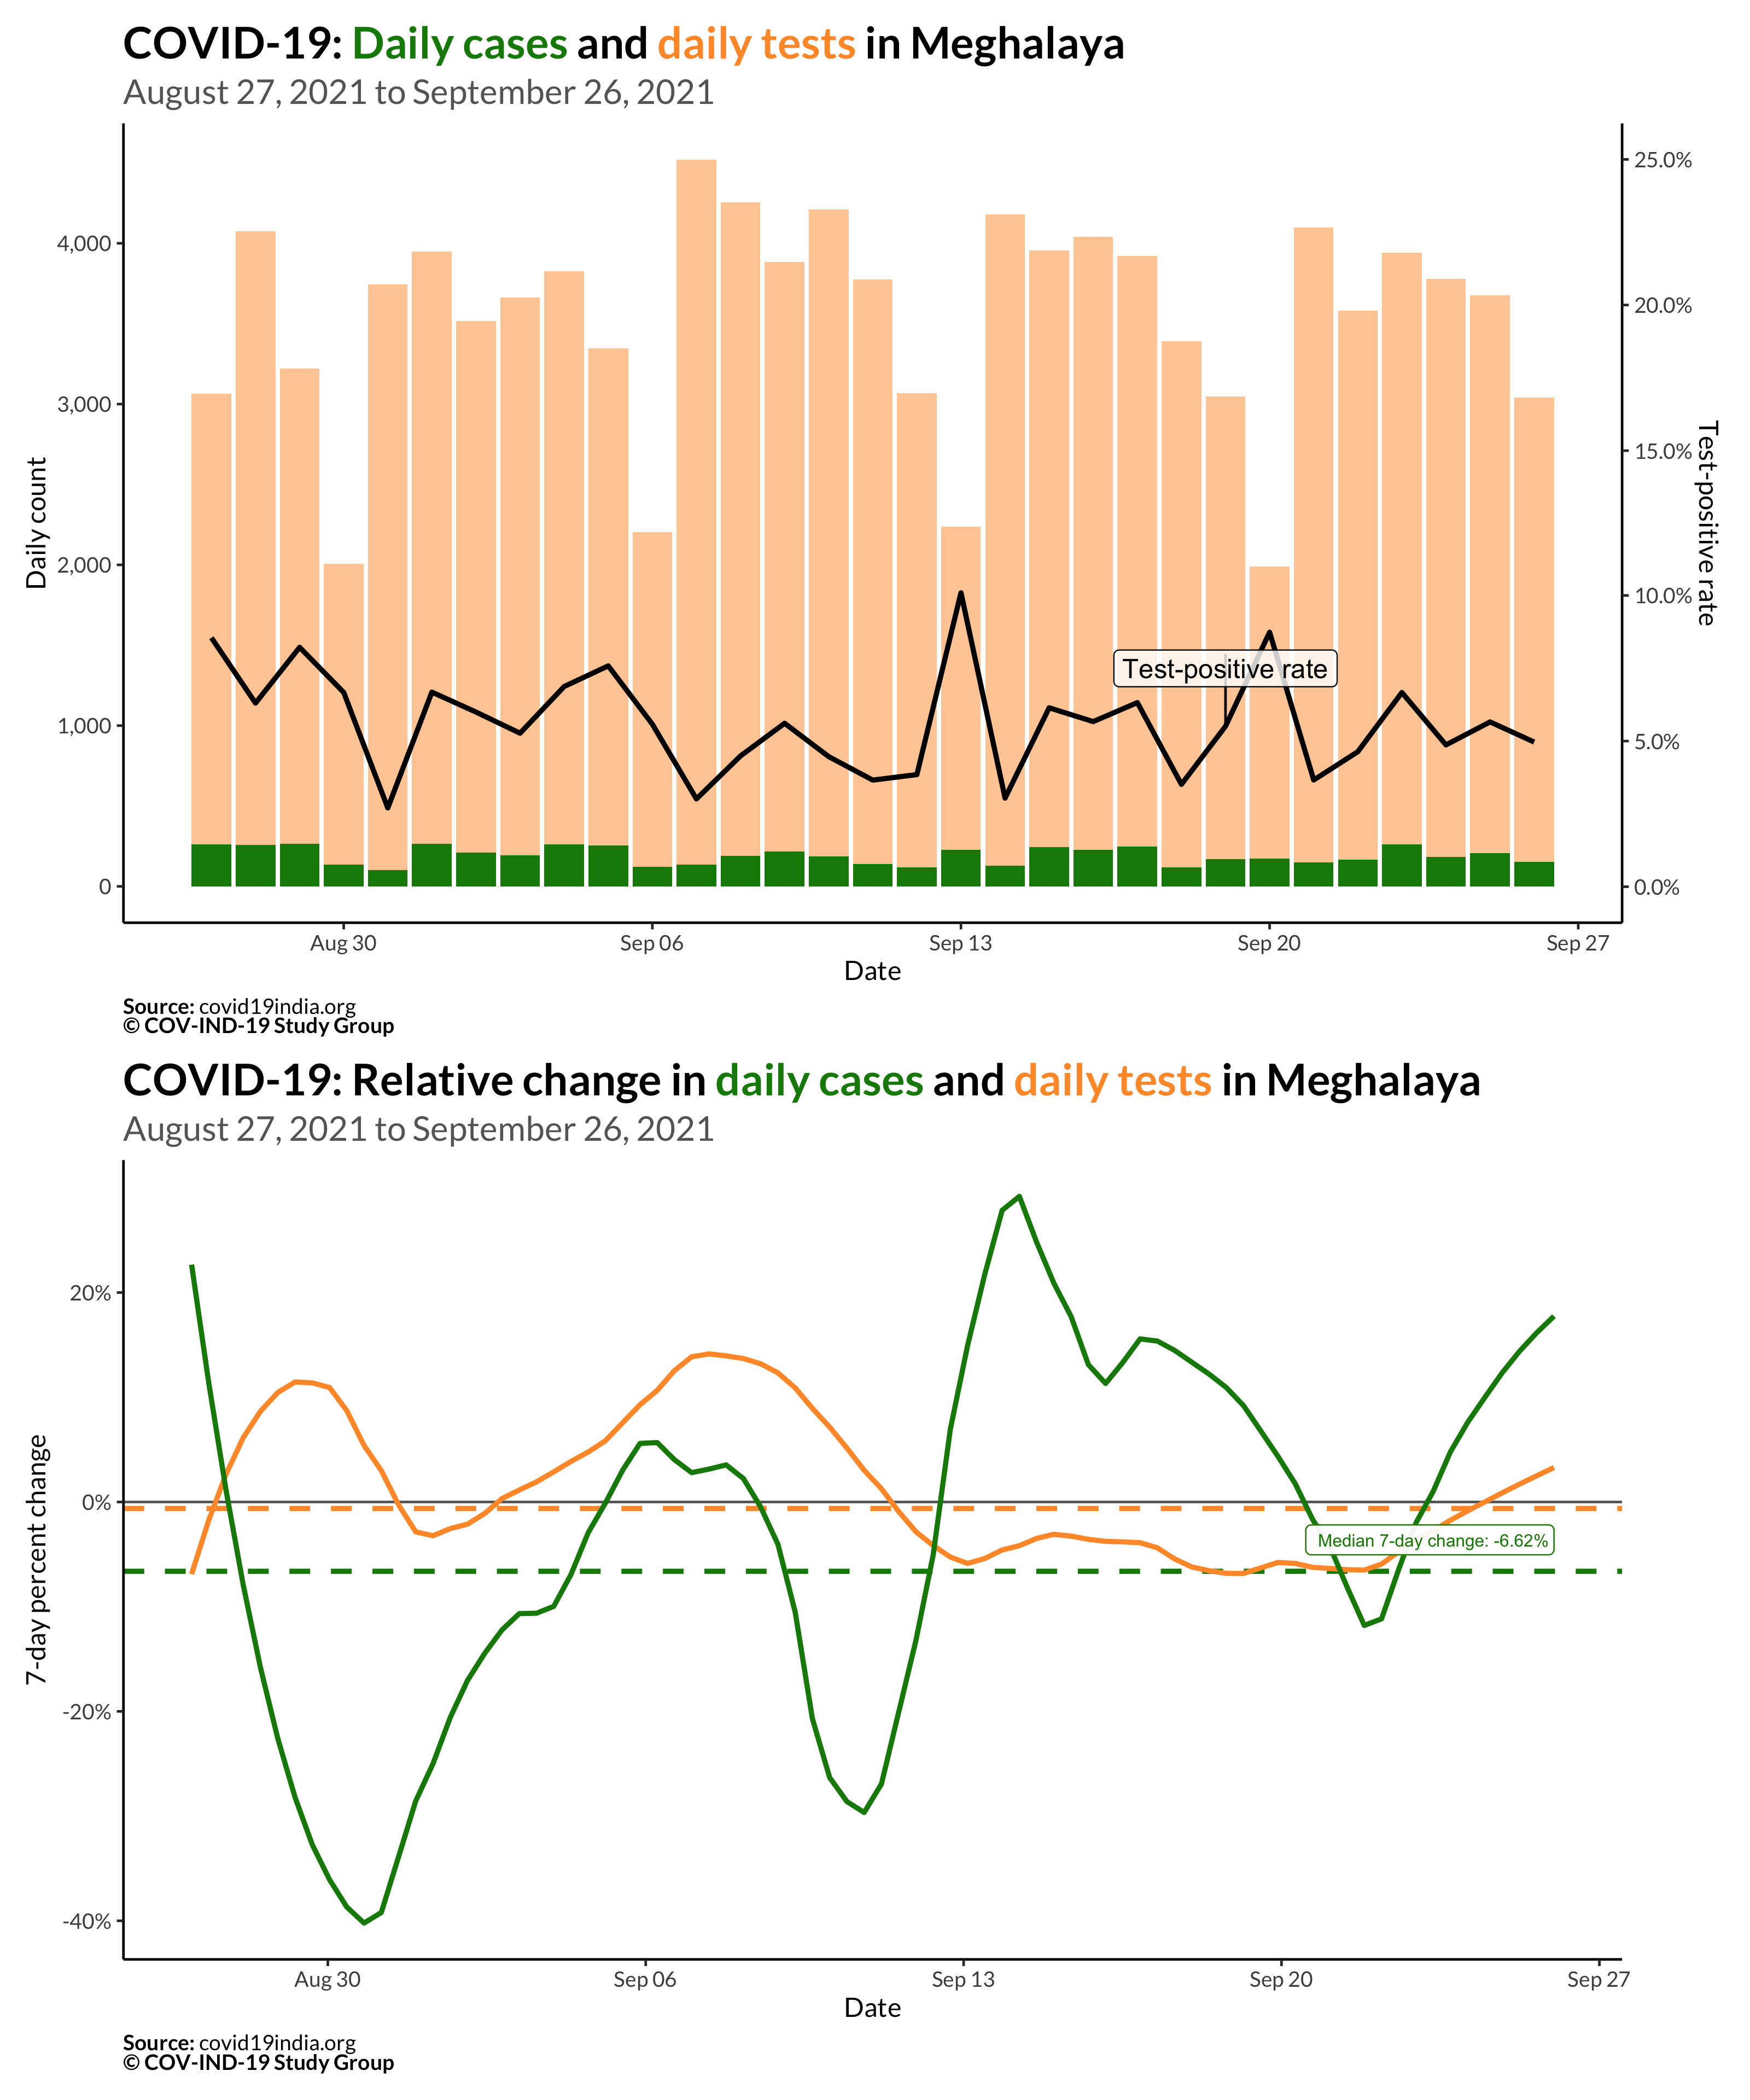 COVID-19: Daily cases and daily tests in Meghalaya
August 27, 2021 to September 26, 2021
25.0%
4,000
20.0%
3,000
15.0%
Daily count
Test-positive rate
2,000
10.0%
Test-positive rate
1,000
5.0%
0
0.0%
Aug 30
Sep 06
Sep 13
Sep 20
Sep 27
Date
Source: covid19india.org
© COV-IND-19 Study Group
COVID-19: Relative change in daily cases and daily tests in Meghalaya
August 27, 2021 to September 26, 2021
20%
0%
Median 7-day change: -6.62%
7-day percent change
-20%
-40%
Aug 30
Sep 06
Sep 13
Sep 20
Sep 27
Date
Source: covid19india.org
© COV-IND-19 Study Group